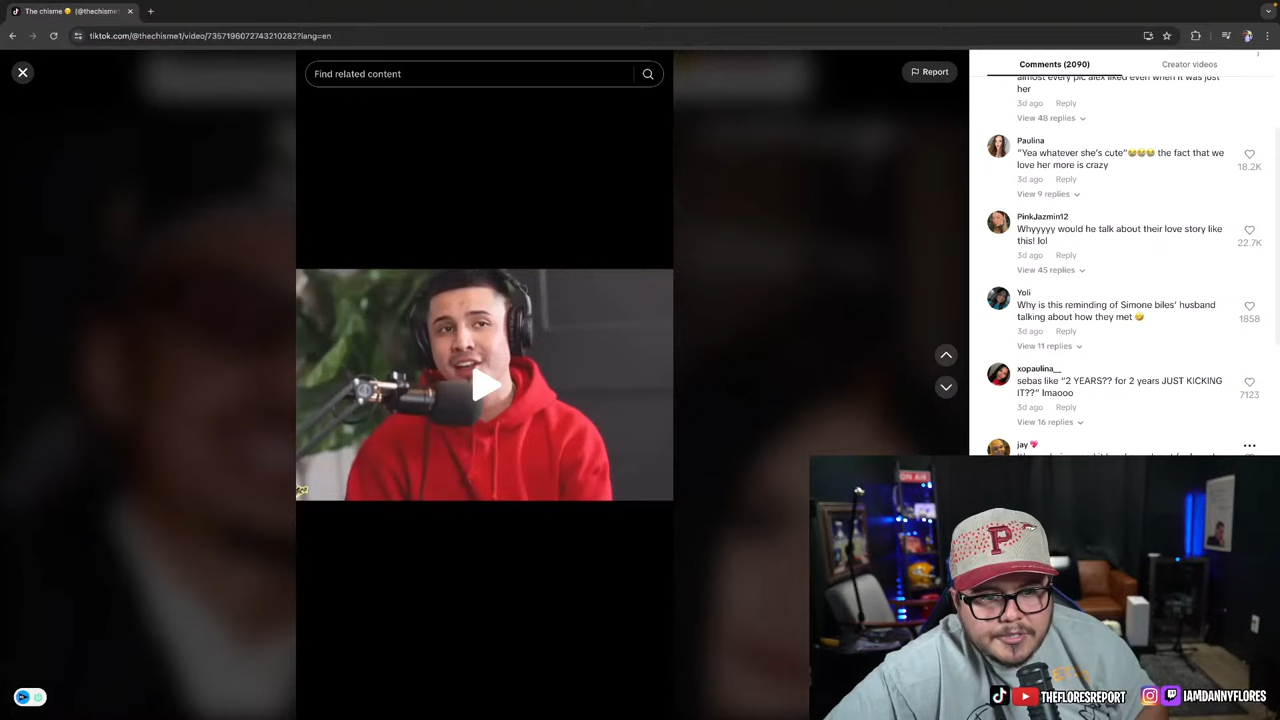 The chisme 🤭 (@thechisme
tiktok.com/@thechisme1/video/7357196072743210282?lang=en
Find related content
Report
Comments (2090)
Creator videos
almost every pic alex liked even when it was just
her
3d ago Reply
View 48 replies
Paulina
“Yea whatever she’s cute”😭😭😭 the fact that we
love her more is crazy
18.2K
3d ago Reply
View 9 replies
PinkJazmin12
Whyyyyy would he talk about their love story like
this! lol
22.7K
3d ago Reply
View 45 replies
Yoli
Why is this reminding of Simone biles’ husband
talking about how they met 🤣
1858
3d ago Reply
View 11 replies
xopaulina__
sebas like “2 YEARS?? for 2 years JUST KICKING
IT??” lmaooo
7123
3d ago Reply
View 16 replies
jay 💖
ON AIR
P
THEFLORESREPORT
IAMDANNYFLORES